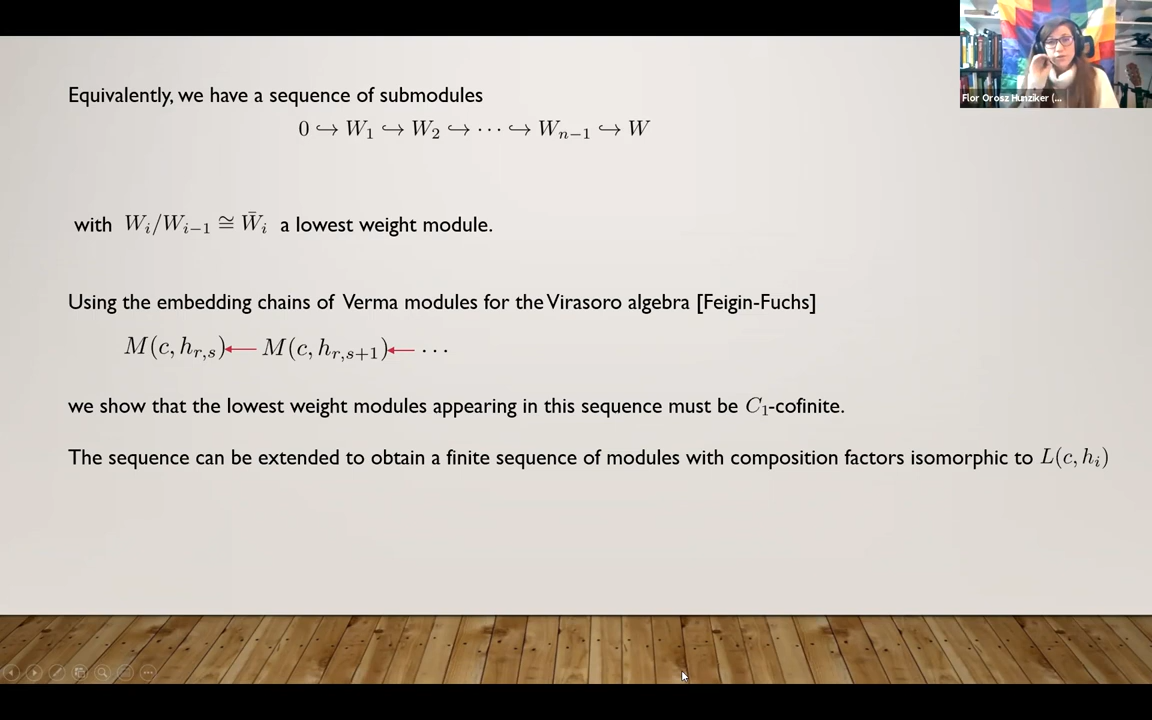 Equivalently, we have a sequence of submodules
0 ↪ W₁ ↪ W₂ ↪ ⋯ ↪ Wₙ₋₁ ↪ W
with Wᵢ/Wᵢ₋₁ ≅ W̄ᵢ a lowest weight module.
Using the embedding chains of Verma modules for the Virasoro algebra [Feigin-Fuchs]
M(c, h_{r,s}) ← M(c, h_{r,s+1}) ← ⋯
we show that the lowest weight modules appearing in this sequence must be C₁-cofinite.
The sequence can be extended to obtain a finite sequence of modules with composition factors isomorphic to L(c, hᵢ)
Flor Orosz Hunziker (...